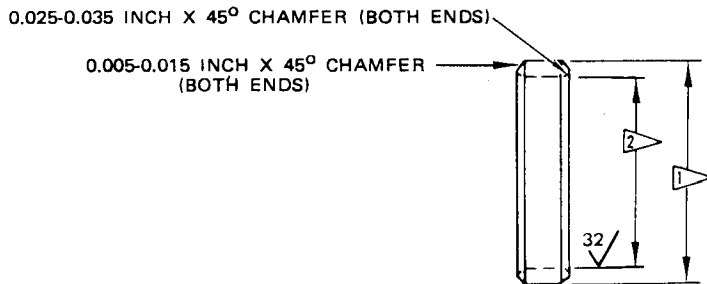 0.025-0.035 INCH X 45° CHAMFER (BOTH ENDS)
0.005-0.015 INCH X 45° CHAMFER
(BOTH ENDS)
2
1
32